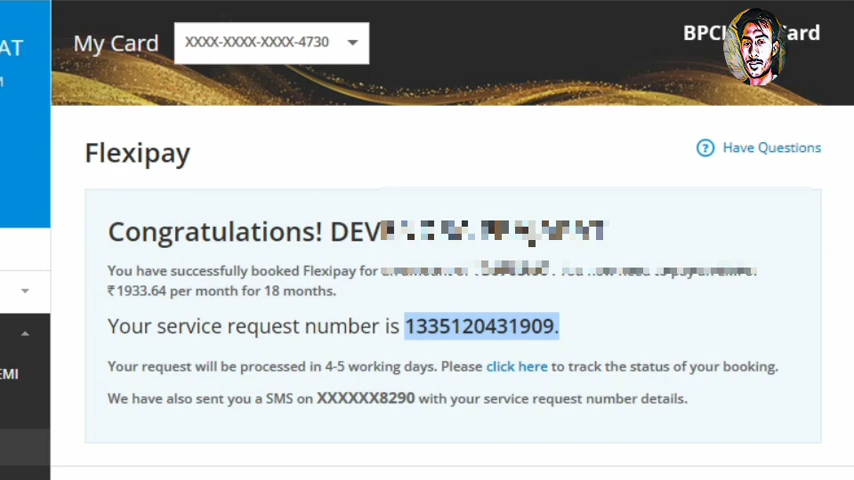 AT
My Card
XXXX-XXXX-XXXX-4730
ard
M
Flexipay
Have Questions
Congratulations! DEV
You have successfully booked Flexipay for
₹1933.64 per month for 18 months.
Your service request number is 1335120431909.
Your request will be processed in 4-5 working days. Please click here to track the status of your booking.
EMI
We have also sent you a SMS on XXXXXX8290 with your service request number details.